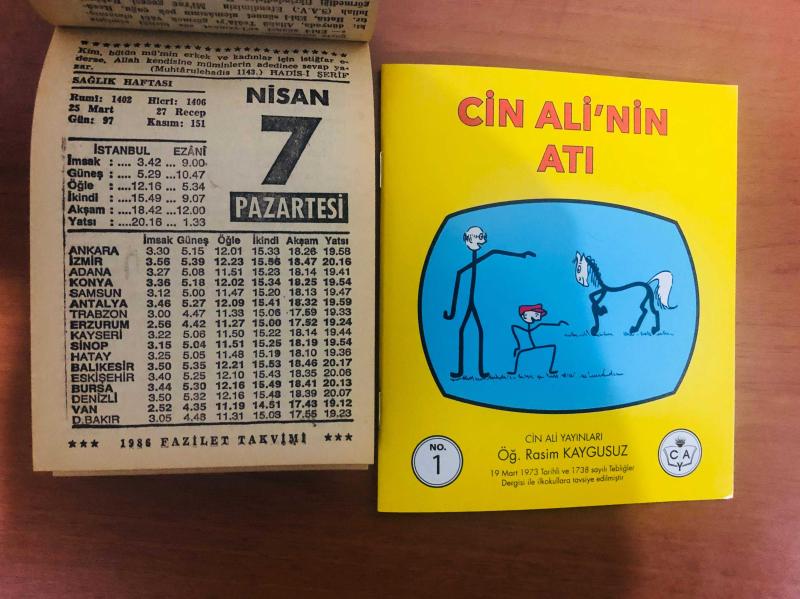 Kim, bütün mü'min erkek ve kadınlar için istiğfar e-
derse, Allah kendisine müminlerin adedince sevap ya-
zar. (Muhtârulehadis 1143.) HADİS-İ ŞERİF
SAĞLIK HAFTASI
Rumi: 1402 Hicri: 1406
25 Mart 27 Recep
Gün: 97 Kasım: 151
NİSAN
7
PAZARTESİ
İSTANBUL EZANİ
İmsak : .... 3.42 ... 9.00
Güneş : .... 5.29 ...10.47
Öğle : ....12.16 ... 5.34
İkindi : ....15.49 ... 9.07
Akşam : ....18.42 ...12.00
Yatsı : ....20.16 ... 1.33
İmsak Güneş Öğle İkindi Akşam Yatsı
ANKARA 3.30 5.15 12.01 15.33 18.26 19.58
İZMİR 3.56 5.39 12.23 15.56 18.47 20.16
ADANA 3.27 5.08 11.51 15.23 18.14 19.41
KONYA 3.36 5.18 12.02 15.34 18.25 19.54
SAMSUN 3.12 5.00 11.47 15.20 18.13 19.47
ANTALYA 3.46 5.27 12.09 15.41 18.32 19.59
TRABZON 3.00 4.47 11.33 15.06 17.59 19.33
ERZURUM 2.56 4.42 11.27 15.00 17.52 19.24
KAYSERİ 3.22 5.06 11.50 15.22 18.14 19.44
SİNOP 3.15 5.04 11.51 15.25 18.19 19.54
HATAY 3.25 5.05 11.48 15.19 18.10 19.36
BALIKESİR 3.50 5.35 12.21 15.53 18.46 20.17
ESKİŞEHİR 3.40 5.25 12.10 15.43 18.35 20.06
BURSA 3.44 5.30 12.16 15.49 18.41 20.13
DENİZLİ 3.50 5.32 12.16 15.48 18.39 20.07
VAN 2.52 4.35 11.19 14.51 17.43 19.12
D.BAKIR 3.05 4.48 11.31 15.03 17.55 19.23
*** 1986 FAZİLET TAKVİMİ ***
CİN ALİ'NİN
ATI
NO.
1
CİN ALİ YAYINLARI
Öğ. Rasim KAYGUSUZ
19 Mart 1973 Tarihli ve 1738 sayılı Tebliğler
Dergisi ile ilkokullara tavsiye edilmiştir
C A
Y